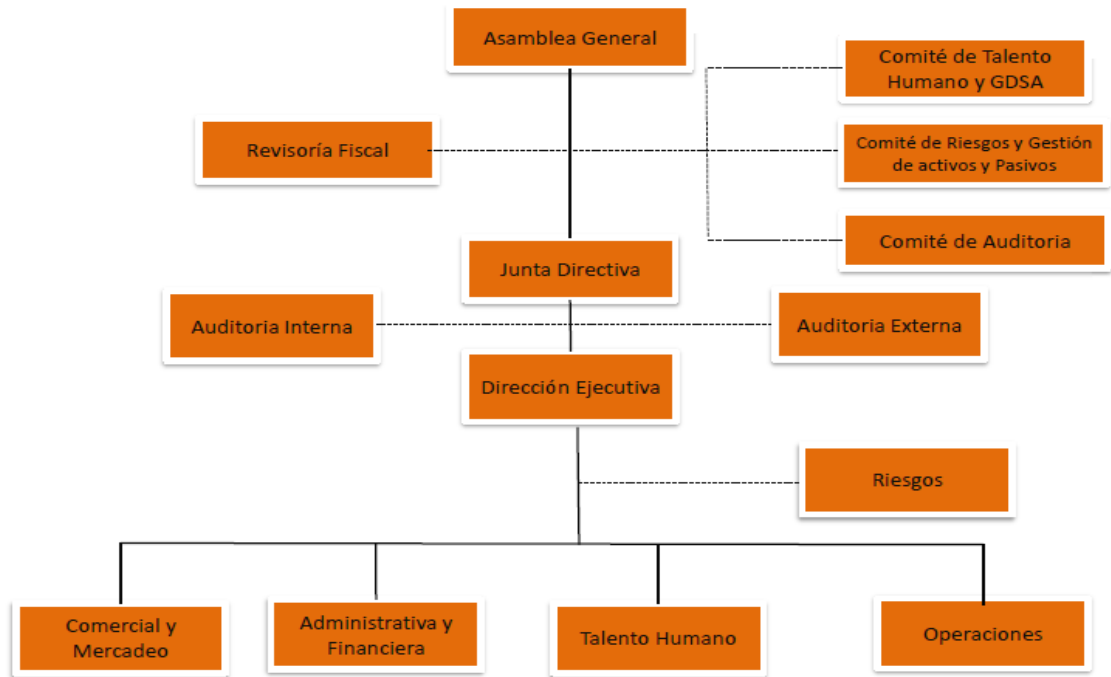 Asamblea General
Comité de Talento
Humano y GDSA
Revisoría Fiscal
Comité de Riesgos y Gestión
de activos y Pasivos
Comité de Auditoria
Junta Directiva
Auditoria Interna
Auditoria Externa
Dirección Ejecutiva
Riesgos
Comercial y
Mercadeo
Administrativa y
Financiera
Talento Humano
Operaciones